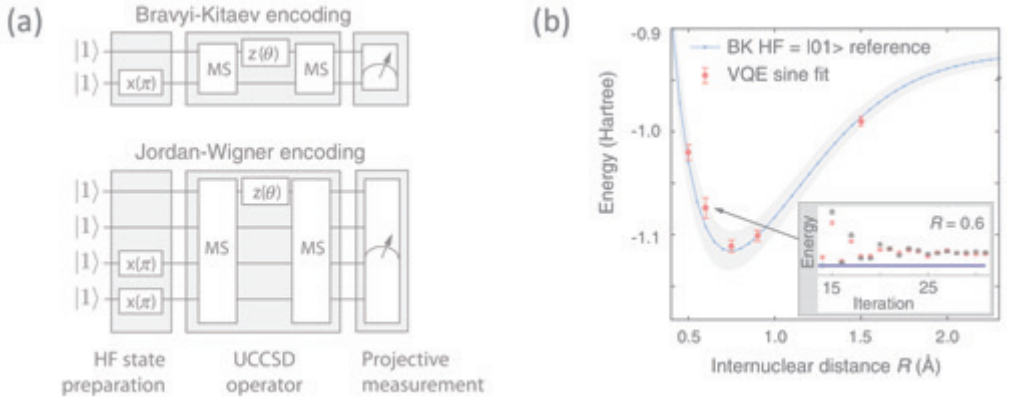 (a)
Bravyi-Kitaev encoding
|1⟩
|1⟩
x(π)
MS
z(θ)
MS
Jordan-Wigner encoding
|1⟩
|1⟩
|1⟩
|1⟩
x(π)
x(π)
MS
z(θ)
MS
HF state
preparation
UCCSD
operator
Projective
measurement
(b)
BK HF = |01> reference
VQE sine fit
Energy (Hartree)
-0.9
-1.0
-1.1
0.5
1.0
1.5
2.0
Internuclear distance R (Å)
R = 0.6
Energy
15
25
Iteration